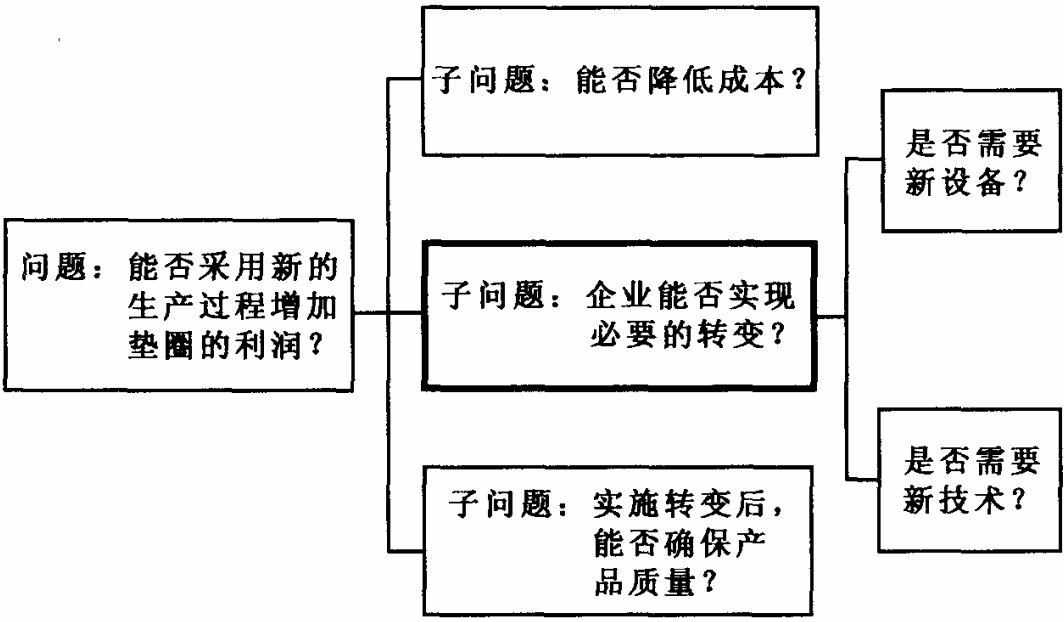 子问题：能否降低成本？
是否需要
新设备？
问题：能否采用新的
生产过程增加
垫圈的利润？
子问题：企业能否实现
必要的转变？
子问题：实施转变后，
能否确保产
品质量？
是否需要
新技术？